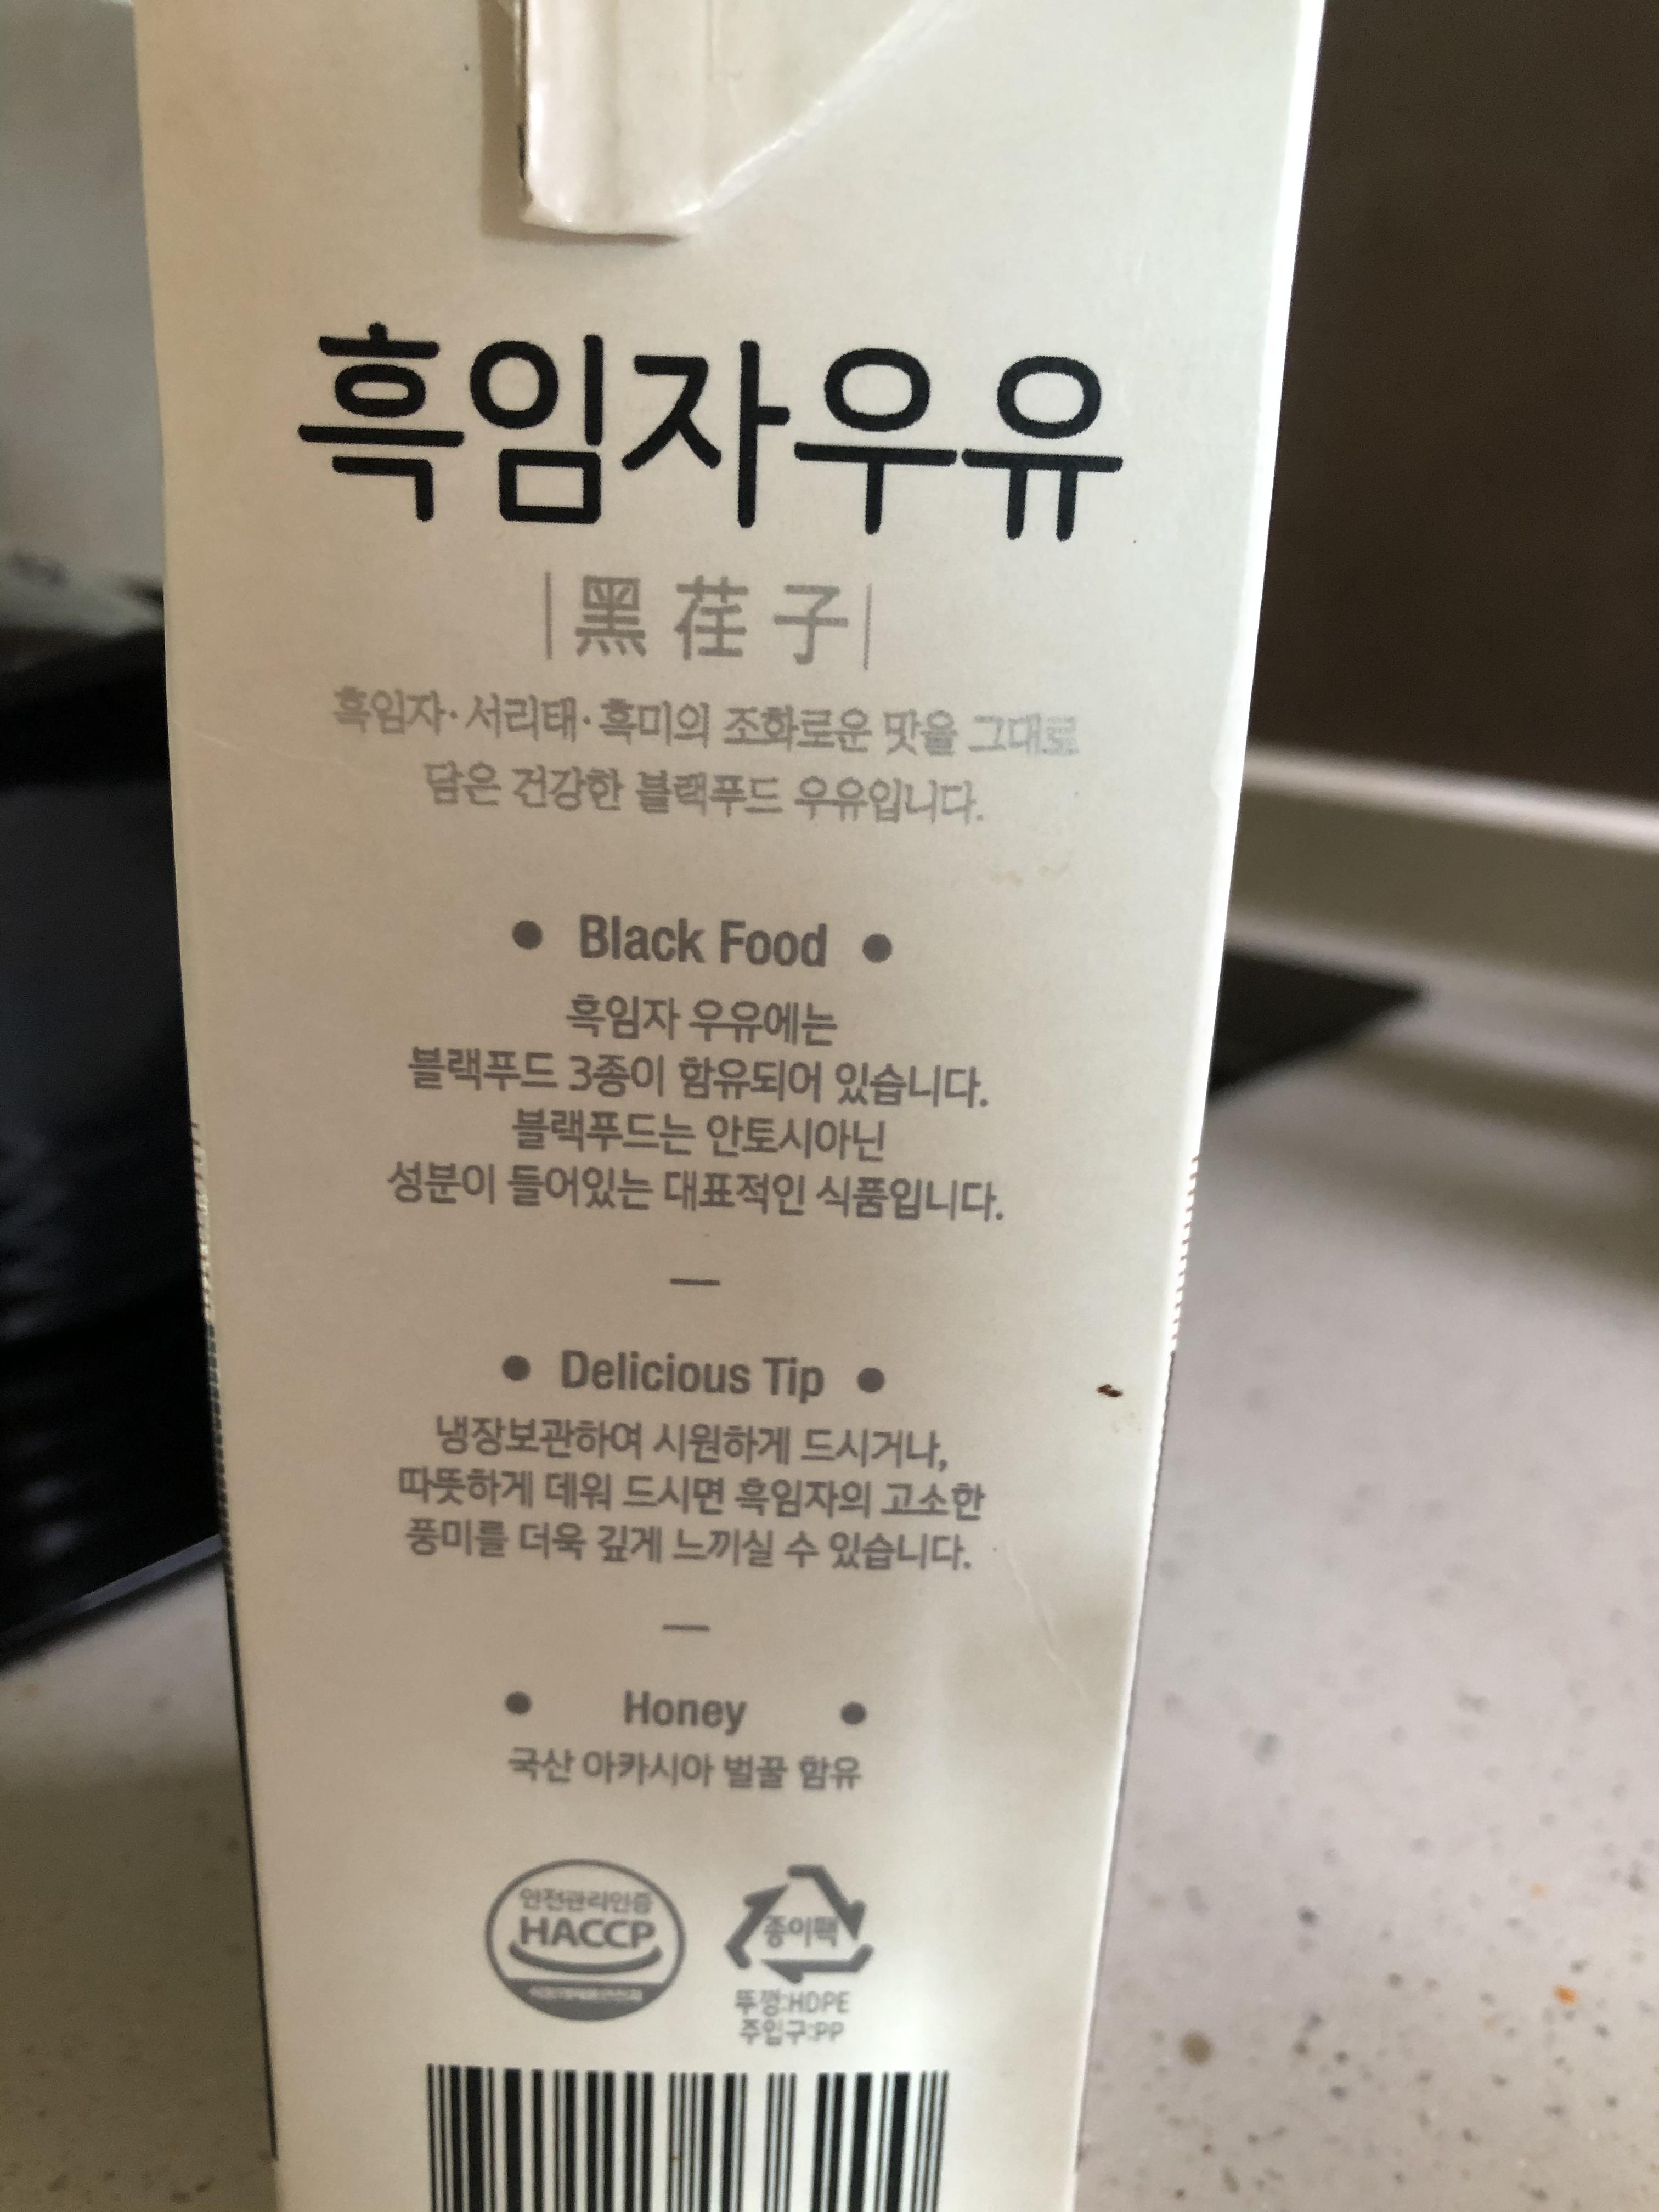 흑임자우유
黑荏子
흑임자·서리태·흑미의 조화로운 맛을 그대로
담은 건강한 블랙푸드 우유입니다.
• Black Food •
흑임자 우유에는
블랙푸드 3종이 함유되어 있습니다.
블랙푸드는 안토시아닌
성분이 들어있는 대표적인 식품입니다.
—
• Delicious Tip •
냉장보관하여 시원하게 드시거나,
따뜻하게 데워 드시면 흑임자의 고소한
풍미를 더욱 깊게 느끼실 수 있습니다.
—
• Honey •
국산 아카시아 벌꿀 함유
안전관리인증
HACCP
종이팩
뚜껑:HDPE
주입구:PP